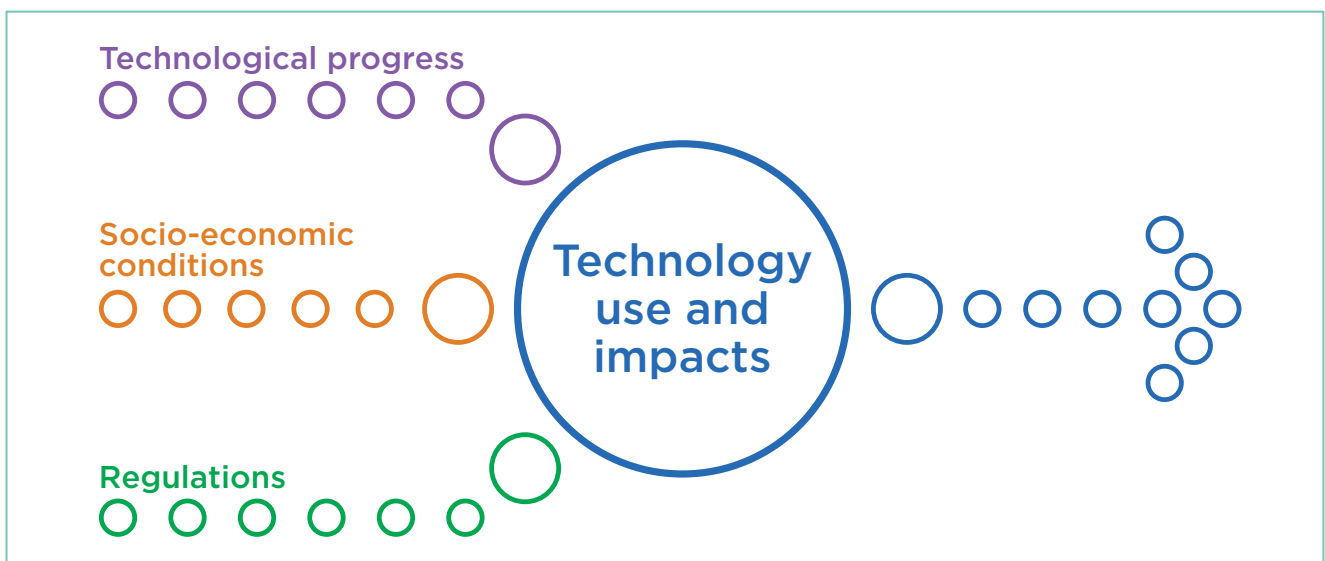 Technological progress
Socio-economic
conditions
Technology
use and
impacts
Regulations